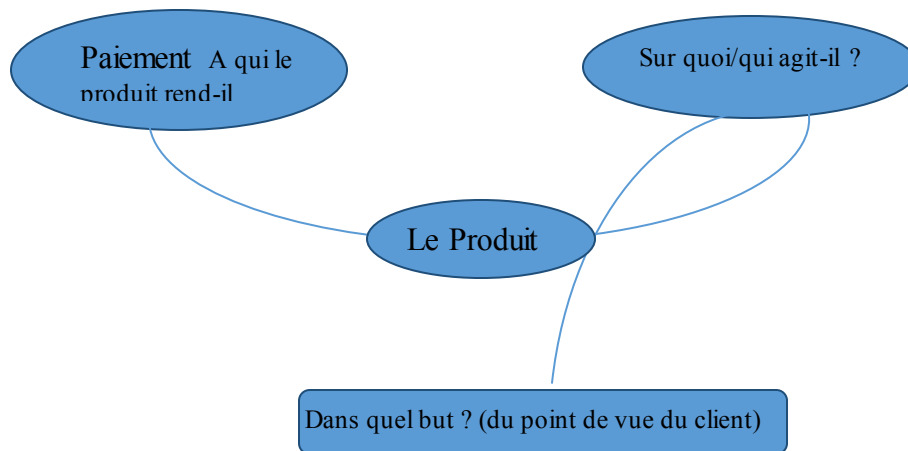 Paiement A qui le
produit rend-il
Sur quoi/qui agit-il ?
Le Produit
Dans quel but ? (du point de vue du client)